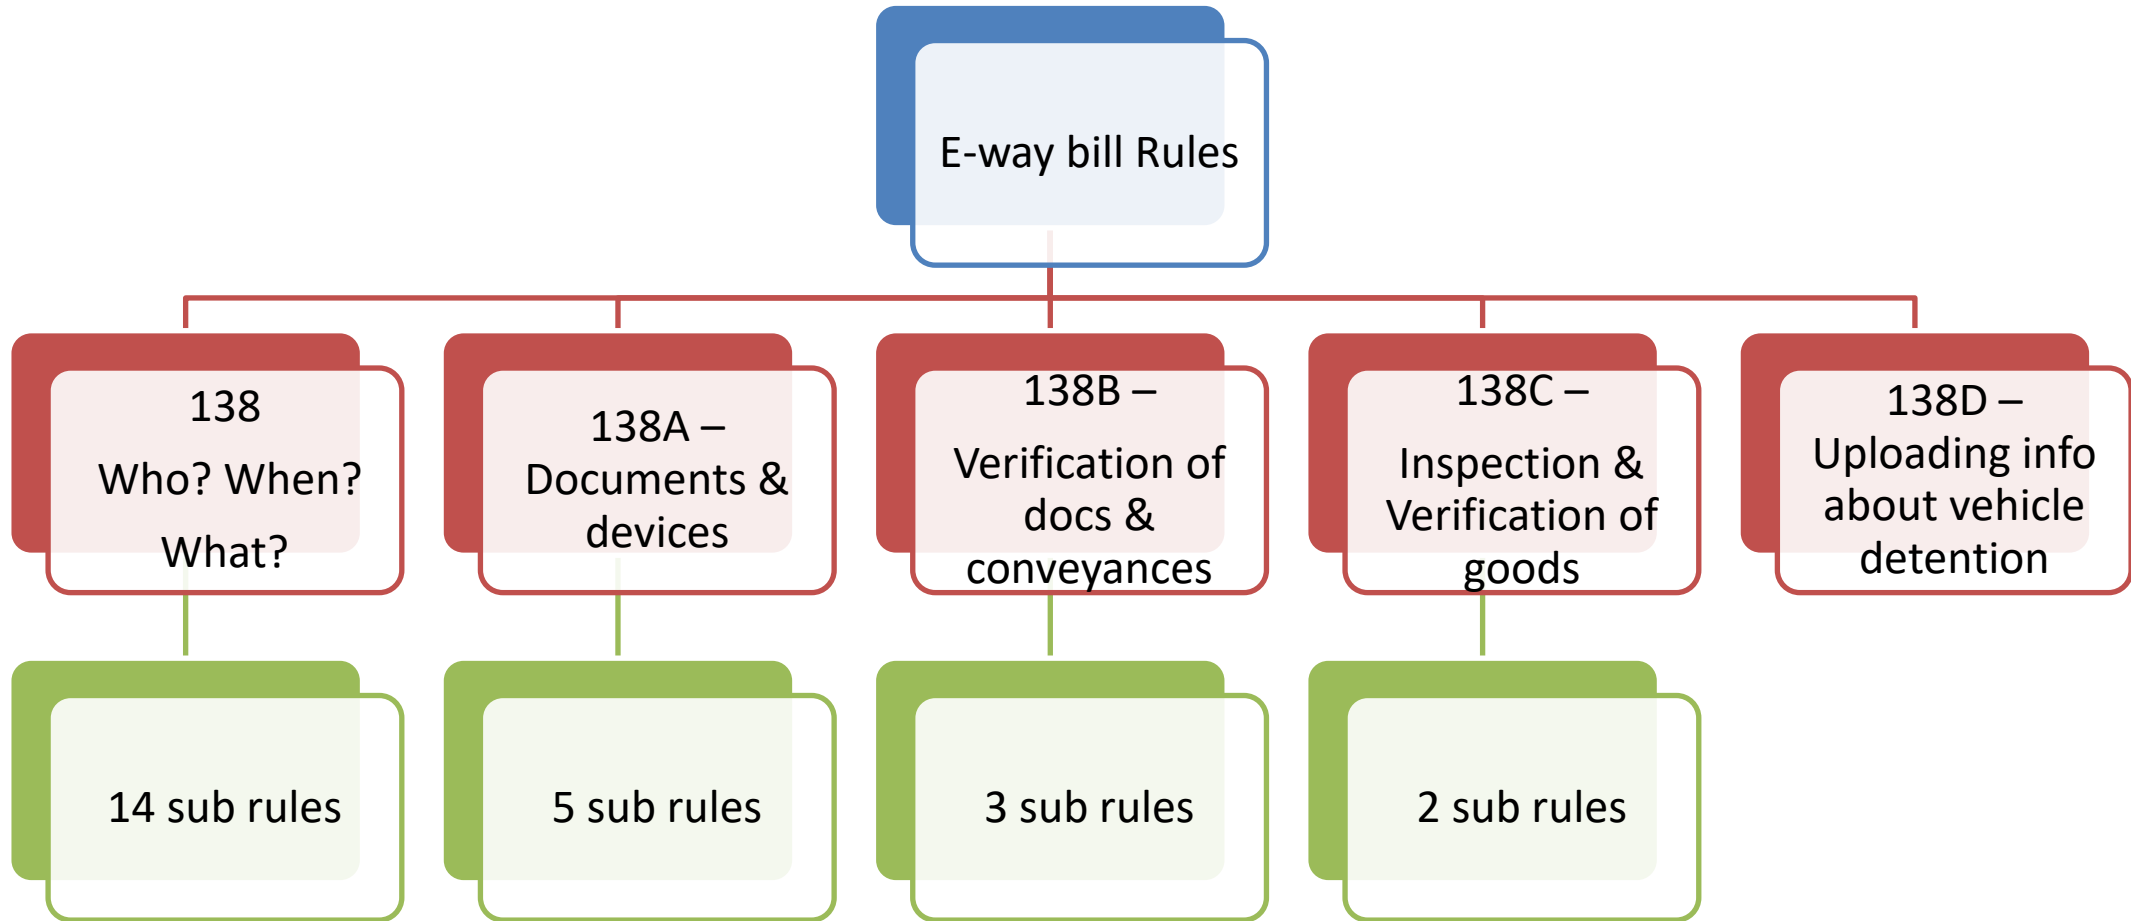 E-way bill Rules
138
Who? When?
What?
138A –
Documents &
devices
138B –
Verification of
docs &
conveyances
138C –
Inspection &
Verification of
goods
138D –
Uploading info
about vehicle
detention
14 sub rules
5 sub rules
3 sub rules
2 sub rules